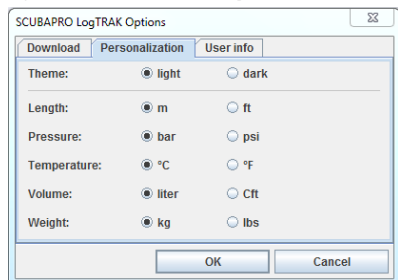 SCUBAPRO LogTRAK Options
Download Personalization User info
Theme: light dark
Length: m ft
Pressure: bar psi
Temperature: °C °F
Volume: liter Cft
Weight: kg lbs
OK Cancel